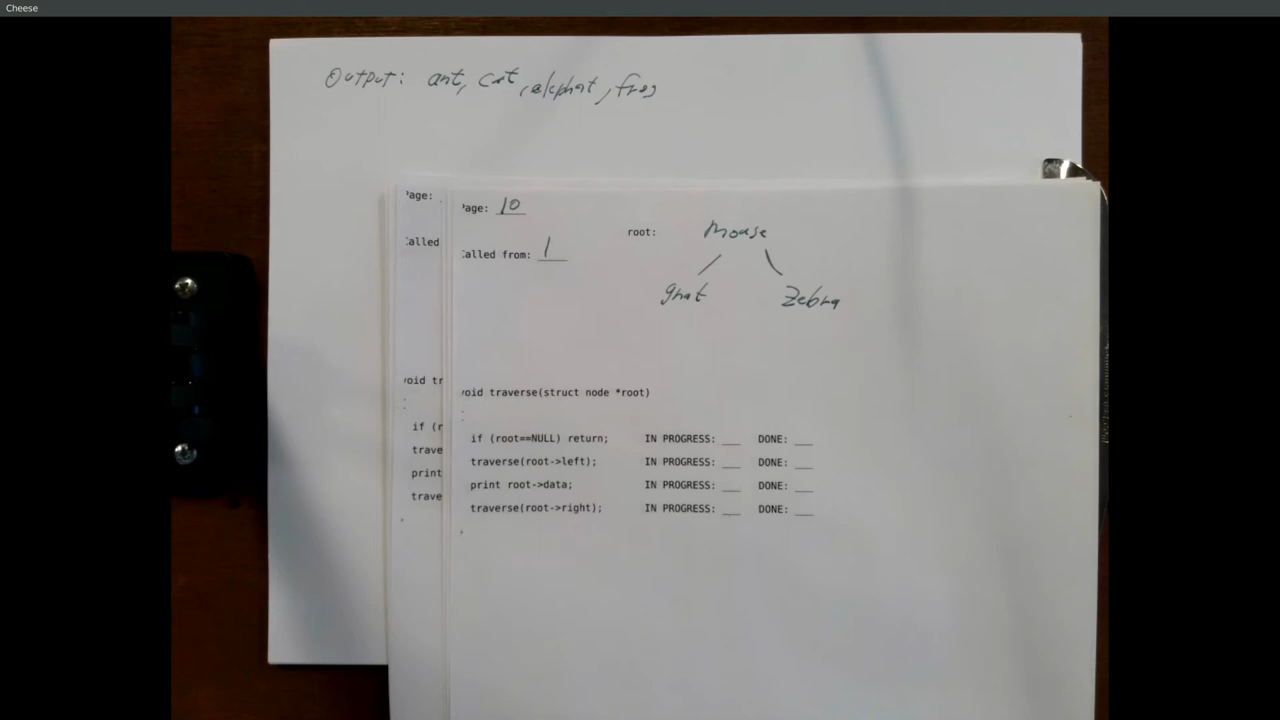 Cheese
Output: ant, cat, elephat, frog
Page:
Page: 10
root: mouse
Called
Called from: 1
gnat Zebra
void tr
void traverse(struct node *root)
if (r
if (root==NULL) return; IN PROGRESS: ___ DONE: ___
trave
traverse(root->left); IN PROGRESS: ___ DONE: ___
print
print root->data; IN PROGRESS: ___ DONE: ___
trave
traverse(root->right); IN PROGRESS: ___ DONE: ___